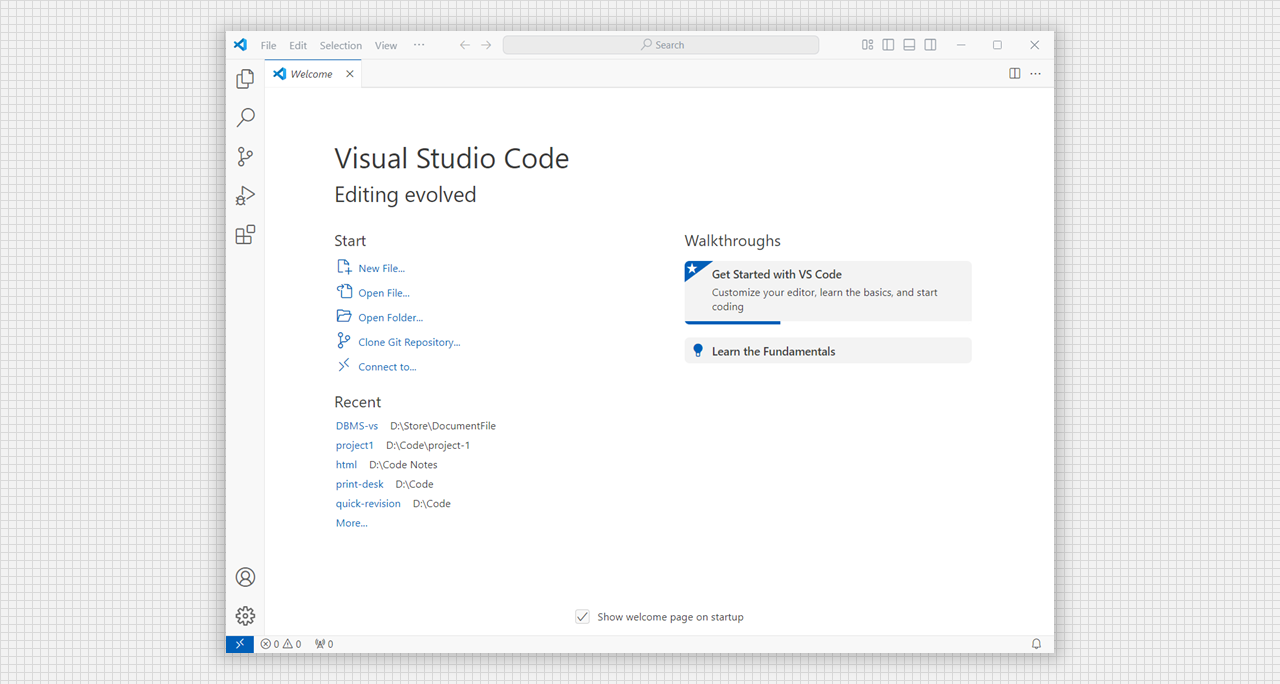 File Edit Selection View ··· Search
Welcome
Visual Studio Code
Editing evolved
Start
New File...
Open File...
Open Folder...
Clone Git Repository...
Connect to...
Recent
DBMS-vs D:\Store\DocumentFile
project1 D:\Code\project-1
html D:\Code Notes
print-desk D:\Code
quick-revision D:\Code
More...
Walkthroughs
Get Started with VS Code
Customize your editor, learn the basics, and start
coding
Learn the Fundamentals
Show welcome page on startup
0 0 0